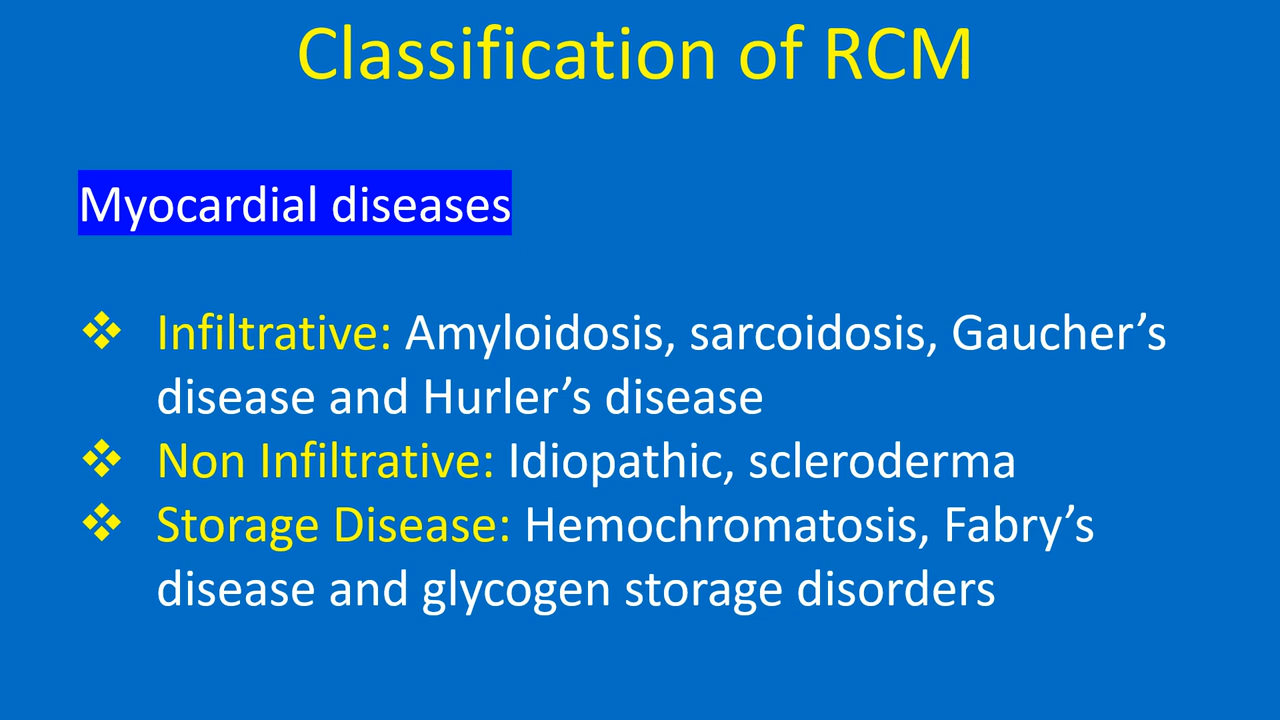 Classification of RCM
Myocardial diseases
❖ Infiltrative: Amyloidosis, sarcoidosis, Gaucher’s
disease and Hurler’s disease
❖ Non Infiltrative: Idiopathic, scleroderma
❖ Storage Disease: Hemochromatosis, Fabry’s
disease and glycogen storage disorders